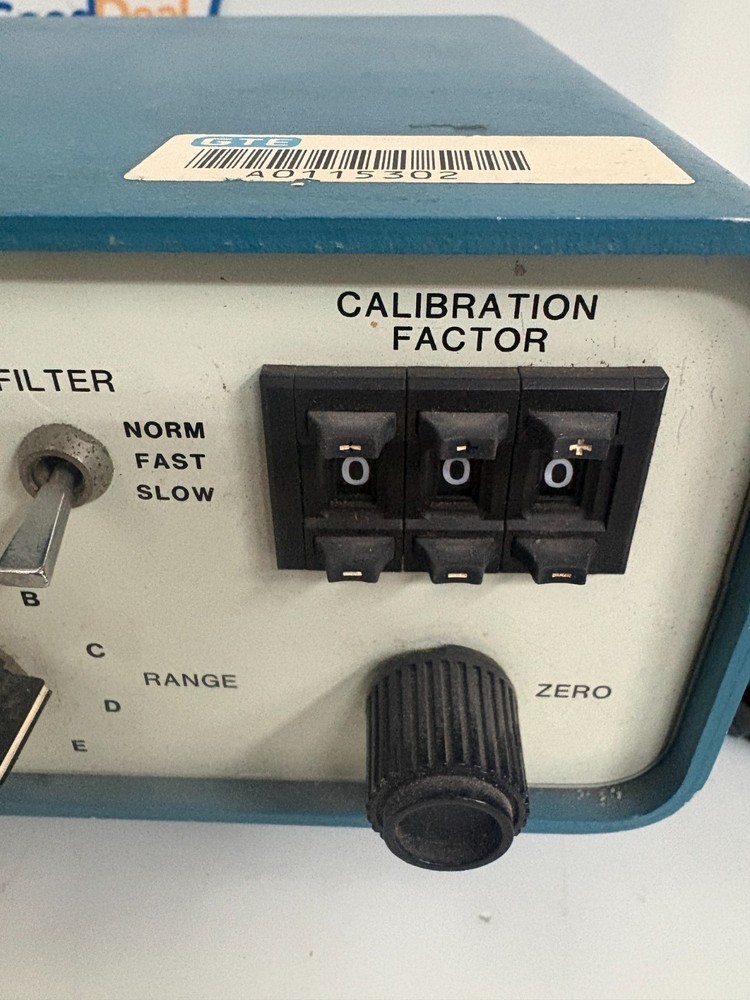 GTE
A0115302
CALIBRATION
FACTOR
FILTER
NORM
FAST
SLOW
+
0 0 0
- - -
B
C
RANGE
D
E
ZERO